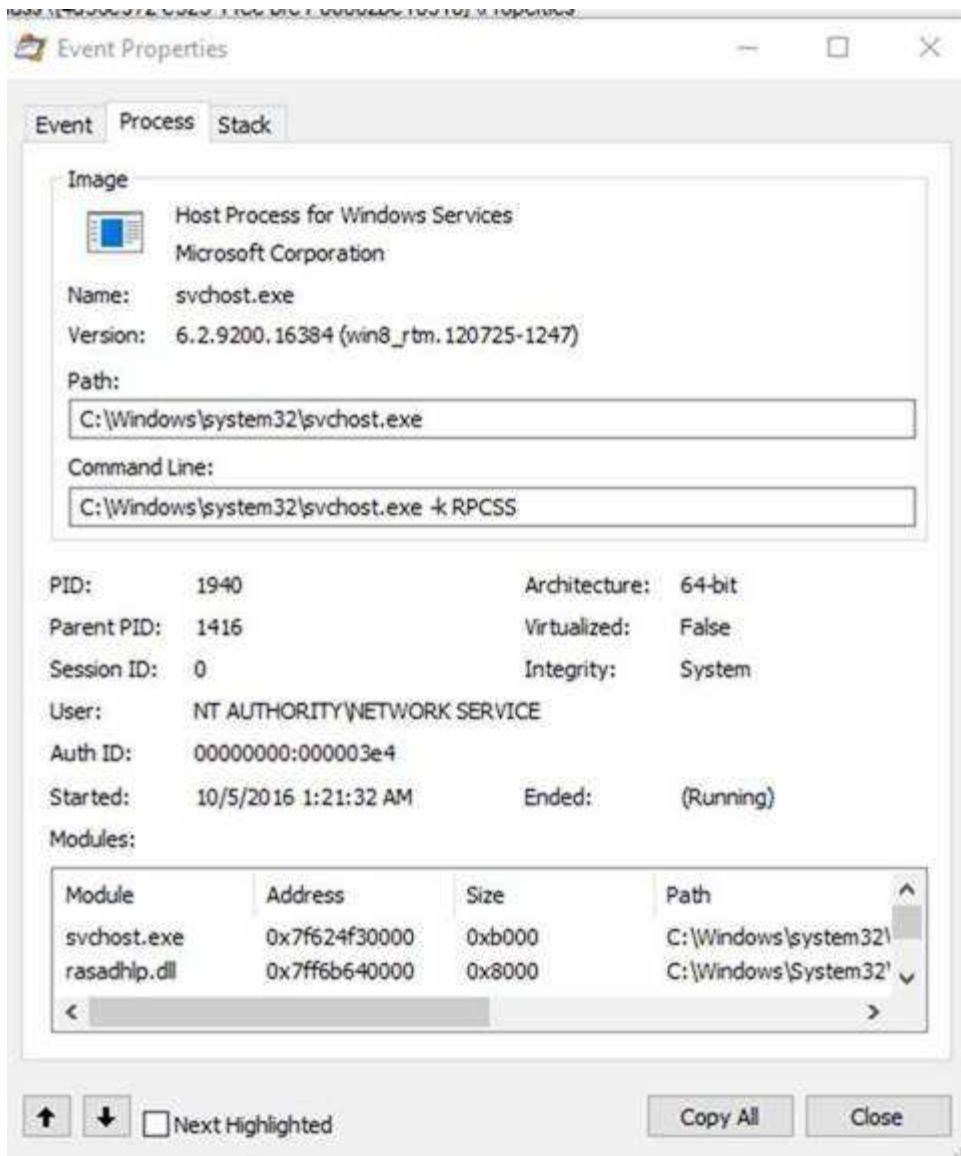 Event Properties
Event Process Stack
Image
Host Process for Windows Services
Microsoft Corporation
Name: svchost.exe
Version: 6.2.9200.16384 (win8_rtm.120725-1247)
Path:
C:\Windows\system32\svchost.exe
Command Line:
C:\Windows\system32\svchost.exe -k RPCSS
PID: 1940 Architecture: 64-bit
Parent PID: 1416 Virtualized: False
Session ID: 0 Integrity: System
User: NT AUTHORITY\NETWORK SERVICE
Auth ID: 00000000:000003e4
Started: 10/5/2016 1:21:32 AM Ended: (Running)
Modules:
Module Address Size Path
svchost.exe 0x7f624f30000 0xb000 C:\Windows\system32\
rasadhlp.dll 0x7ff6b640000 0x8000 C:\Windows\System32\
Next Highlighted Copy All Close